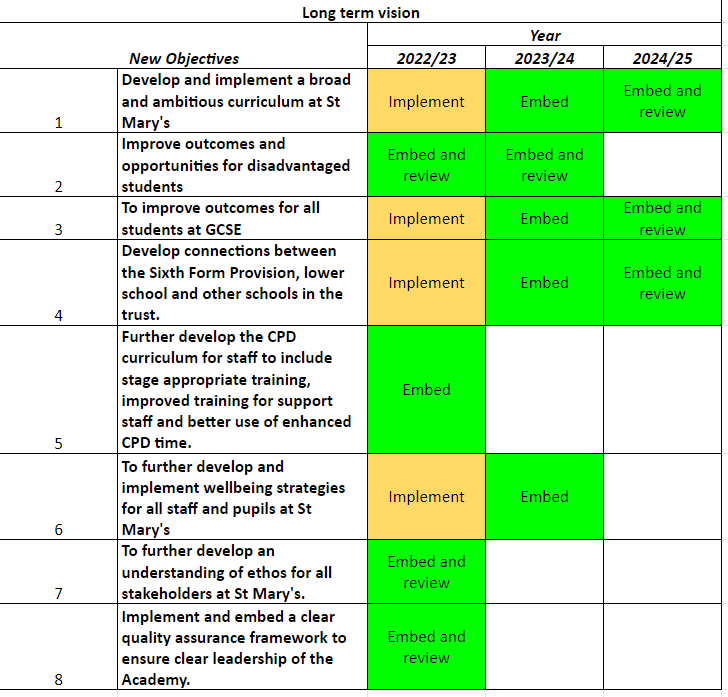 Long term vision
Year
New Objectives 2022/23 2023/24 2024/25
Develop and implement a broad
and ambitious curriculum at St
Mary's
1
Implement
Embed
Embed and
review
Improve outcomes and
opportunities for disadvantaged
students
2
Embed and
review
Embed and
review
To improve outcomes for all
students at GCSE
3
Implement
Embed
Embed and
review
Develop connections between
the Sixth Form Provision, lower
school and other schools in the
trust.
4
Implement
Embed
Embed and
review
Further develop the CPD
curriculum for staff to include
stage appropriate training,
improved training for support
staff and better use of enhanced
CPD time.
5
Embed
To further develop and
implement wellbeing strategies
for all staff and pupils at St
Mary's
6
Implement
Embed
To further develop an
understanding of ethos for all
stakeholders at St Mary's.
7
Embed and
review
Implement and embed a clear
quality assurance framework to
ensure clear leadership of the
Academy.
8
Embed and
review